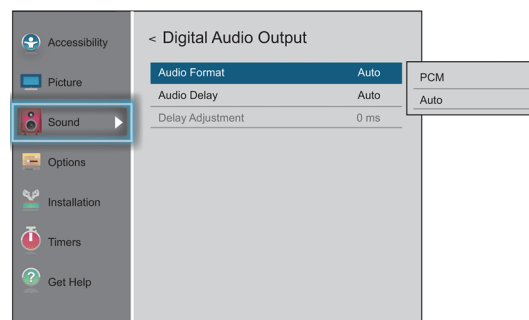 Accessibility
Picture
Sound
Options
Installation
Timers
Get Help
< Digital Audio Output
Audio Format Auto
Audio Delay Auto
Delay Adjustment 0 ms
PCM
Auto